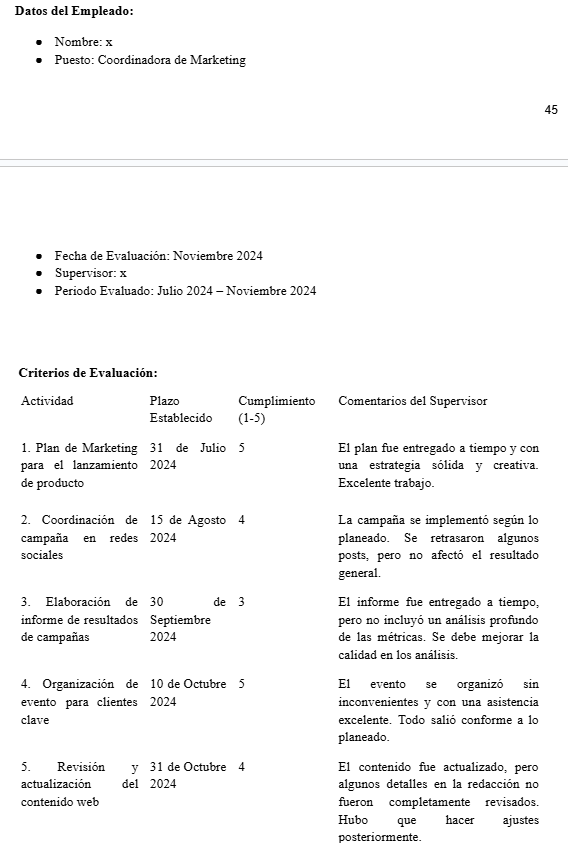 Datos del Empleado:
● Nombre: x
● Puesto: Coordinadora de Marketing
45
● Fecha de Evaluación: Noviembre 2024
● Supervisor: x
● Periodo Evaluado: Julio 2024 – Noviembre 2024
Criterios de Evaluación:
Actividad Plazo Establecido Cumplimiento (1-5) Comentarios del Supervisor
1. Plan de Marketing 31 de Julio 5 El plan fue entregado a tiempo y con
para el lanzamiento 2024 una estrategia sólida y creativa.
de producto Excelente trabajo.
2. Coordinación de 15 de Agosto 4 La campaña se implementó según lo
campaña en redes 2024 planeado. Se retrasaron algunos
sociales posts, pero no afectó el resultado
general.
3. Elaboración de 30 de 3 El informe fue entregado a tiempo,
informe de resultados Septiembre pero no incluyó un análisis profundo
de campañas 2024 de las métricas. Se debe mejorar la
calidad en los análisis.
4. Organización de 10 de Octubre 5 El evento se organizó sin
evento para clientes 2024 inconvenientes y con una asistencia
clave excelente. Todo salió conforme a lo
planeado.
5. Revisión y 31 de Octubre 4 El contenido fue actualizado, pero
actualización del 2024 algunos detalles en la redacción no
contenido web fueron completamente revisados.
Hubo que hacer ajustes
posteriormente.